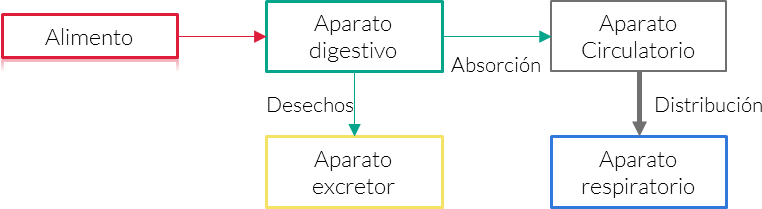 Alimento
Aparato
digestivo
Absorción
Aparato
Circulatorio
Desechos
Distribución
Aparato
excretor
Aparato
respiratorio